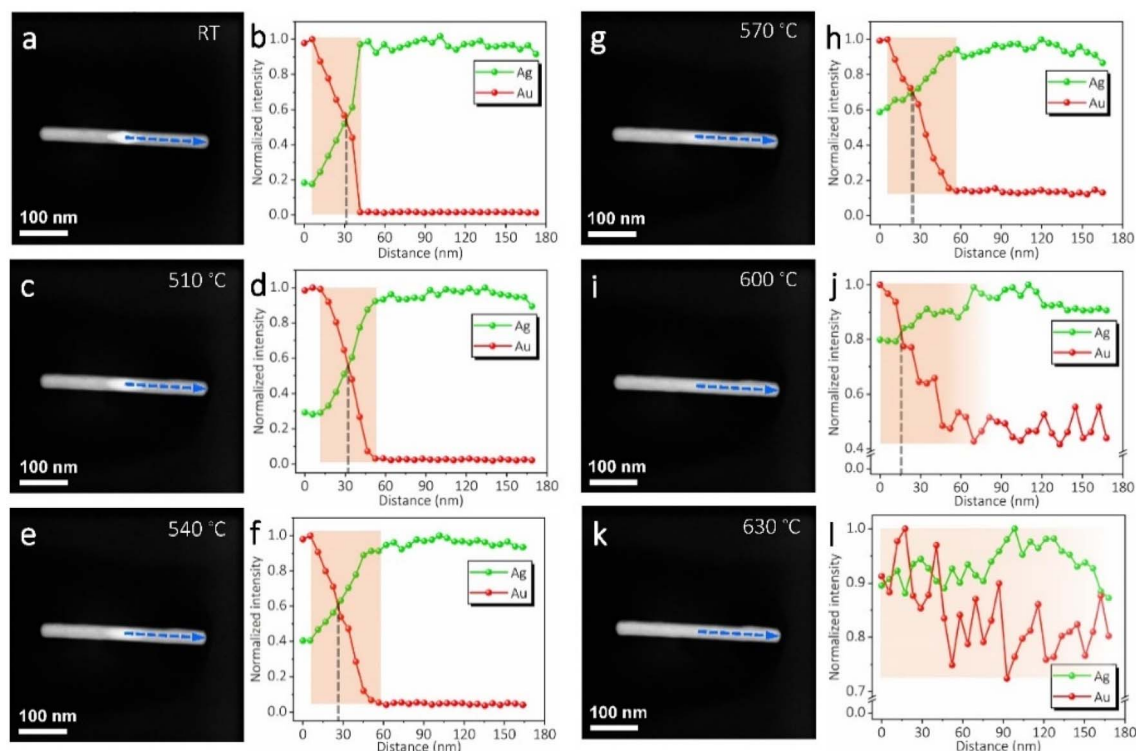 a
RT
100 nm
b
Normalized intensity
1.0
0.8
0.6
0.4
0.2
0.0
Ag
Au
0 30 60 90 120 150 180
Distance (nm)
g
570 °C
100 nm
h
Normalized intensity
1.0
0.8
0.6
0.4
0.2
0.0
Ag
Au
0 30 60 90 120 150 180
Distance (nm)
c
510 °C
100 nm
d
Normalized intensity
1.0
0.8
0.6
0.4
0.2
0.0
Ag
Au
0 30 60 90 120 150 180
Distance (nm)
i
600 °C
100 nm
j
Normalized intensity
1.0
0.8
0.6
0.4
0.0
Ag
Au
0 30 60 90 120 150 180
Distance (nm)
e
540 °C
100 nm
f
Normalized intensity
1.0
0.8
0.6
0.4
0.2
0.0
Ag
Au
0 30 60 90 120 150 180
Distance (nm)
k
630 °C
100 nm
l
Normalized intensity
1.0
0.9
0.8
0.7
0.0
Ag
Au
0 30 60 90 120 150 180
Distance (nm)